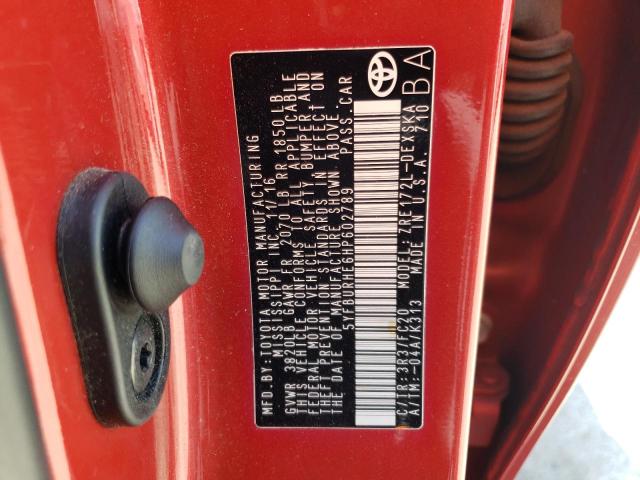 MFD.BY:TOYOTA MOTOR MANUFACTURING
MISSISSIPPI INC. 11/16
GVWR 3820LB GAWR FR 2070 LB RR 1850LB
THIS VEHICLE CONFORMS TO ALL APPLICABLE
FEDERAL MOTOR VEHICLE SAFETY BUMPER AND
THEFT PREVENTION STANDARDS IN EFFECT ON
THE DATE OF MANUFACTURE SHOWN ABOVE.
5YFBURHE6HP602789 PASS.CAR
C/TR:3R3/FC20 MODEL:ZRE172L-DEXSKA
A/TM:-04A/K313 MADE IN U.S.A. 710
BA